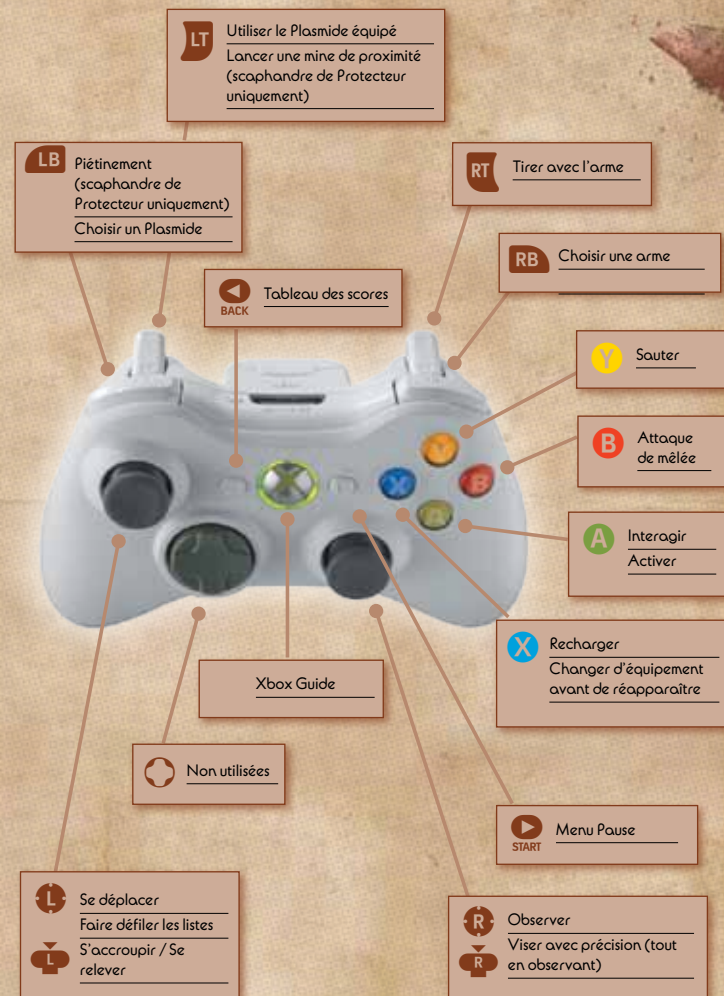 LT
Utiliser le Plasmide équipé
Lancer une mine de proximité
(scaphandre de Protecteur
uniquement)
LB
Piétinement
(scaphandre de
Protecteur uniquement)
Choisir un Plasmide
RT
Tirer avec l'arme
RB
Choisir une arme
BACK
Tableau des scores
Y
Sauter
B
Attaque
de mêlée
A
Interagir
Activer
X
Recharger
Changer d'équipement
avant de réapparaître
Xbox Guide
Non utilisées
START
Menu Pause
L
Se déplacer
Faire défiler les listes
L
S'accroupir / Se
relever
R
Observer
R
Viser avec précision (tout
en observant)
Y
B
X
A